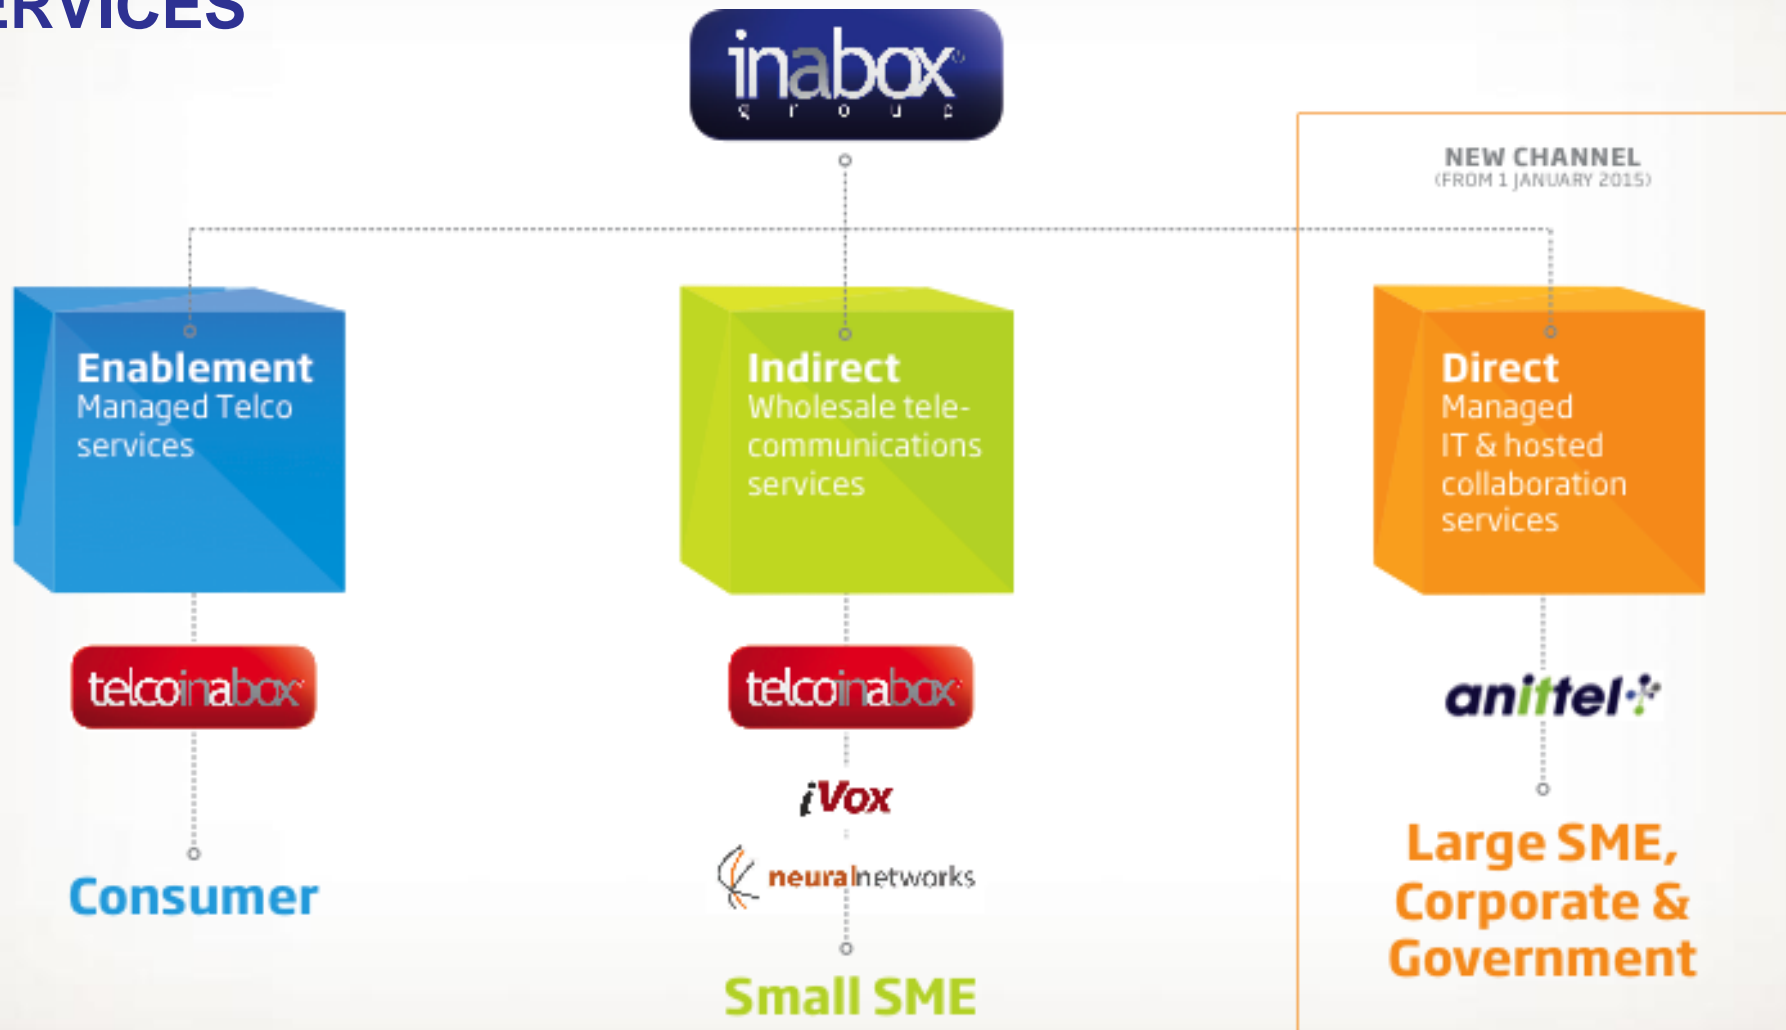 ERVICES
inabox
group
NEW CHANNEL
(FROM 1 JANUARY 2015)
Enablement
Managed Telco
services
Indirect
Wholesale tele-
communications
services
Direct
Managed
IT & hosted
collaboration
services
telcoinabox
telcoinabox
anittel
iVox
neuralnetworks
Consumer
Small SME
Large SME,
Corporate &
Government